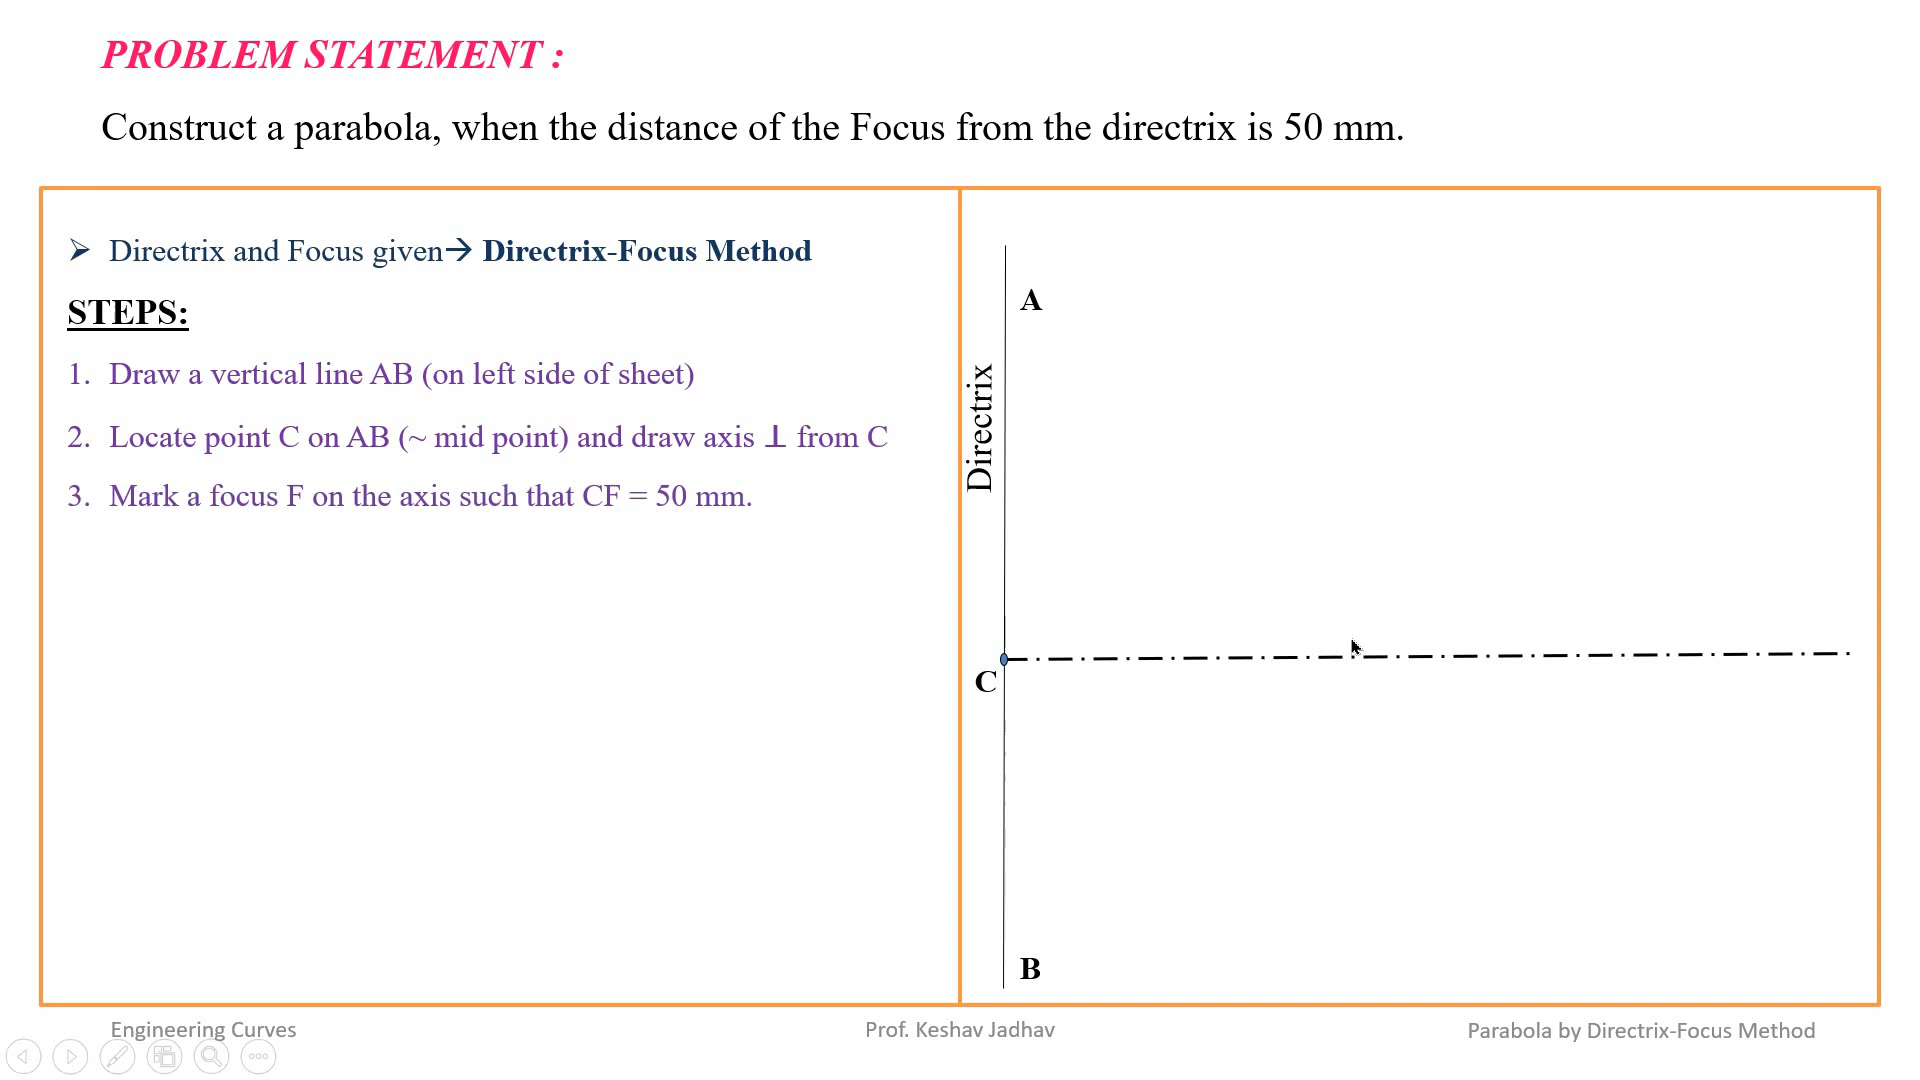 PROBLEM STATEMENT :
Construct a parabola, when the distance of the Focus from the directrix is 50 mm.
➢ Directrix and Focus given→ Directrix-Focus Method
STEPS:
1. Draw a vertical line AB (on left side of sheet)
2. Locate point C on AB (~ mid point) and draw axis ⊥ from C
3. Mark a focus F on the axis such that CF = 50 mm.
A
Directrix
C
B
Engineering Curves
Prof. Keshav Jadhav
Parabola by Directrix-Focus Method